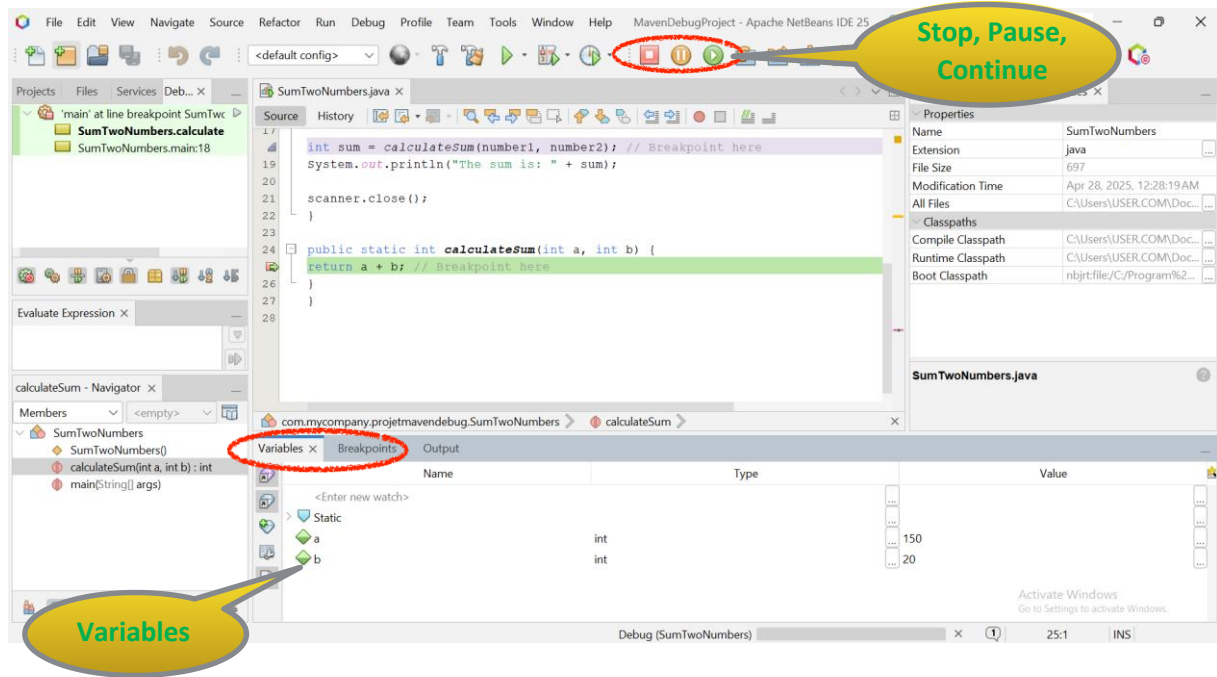 File Edit View Navigate Source Refactor Run Debug Profile Team Tools Window Help MavenDebugProject - Apache NetBeans IDE 25
Stop, Pause,
Continue
<default config>
Projects Files Services Deb...
SumTwoNumbers.java
'main' at line breakpoint SumTwc
SumTwoNumbers.calculate
SumTwoNumbers.main:18
Source History
17
int sum = calculateSum(number1, number2); // Breakpoint here
19 System.out.println("The sum is: " + sum);
20
21 scanner.close();
22 }
23
24 public static int calculateSum(int a, int b) {
return a + b; // Breakpoint here
26 }
27 }
28
Properties
Name SumTwoNumbers
Extension java
File Size 697
Modification Time Apr 28, 2025, 12:28:19 AM
All Files C:\Users\USER.COM\Doc...
Classpaths
Compile Classpath C:\Users\USER.COM\Doc...
Runtime Classpath C:\Users\USER.COM\Doc...
Boot Classpath nbjrt:file:/C:/Program%2...
SumTwoNumbers.java
Evaluate Expression
calculateSum - Navigator
Members <empty>
SumTwoNumbers
SumTwoNumbers()
calculateSum(int a, int b) : int
main(String[] args)
com.mycompany.projetmavendebug.SumTwoNumbers calculateSum
Variables Breakpoints Output
Name Type Value
<Enter new watch>
Static
a int 150
b int 20
Activate Windows
Go to Settings to activate Windows.
Variables
Debug (SumTwoNumbers) 1 25:1 INS